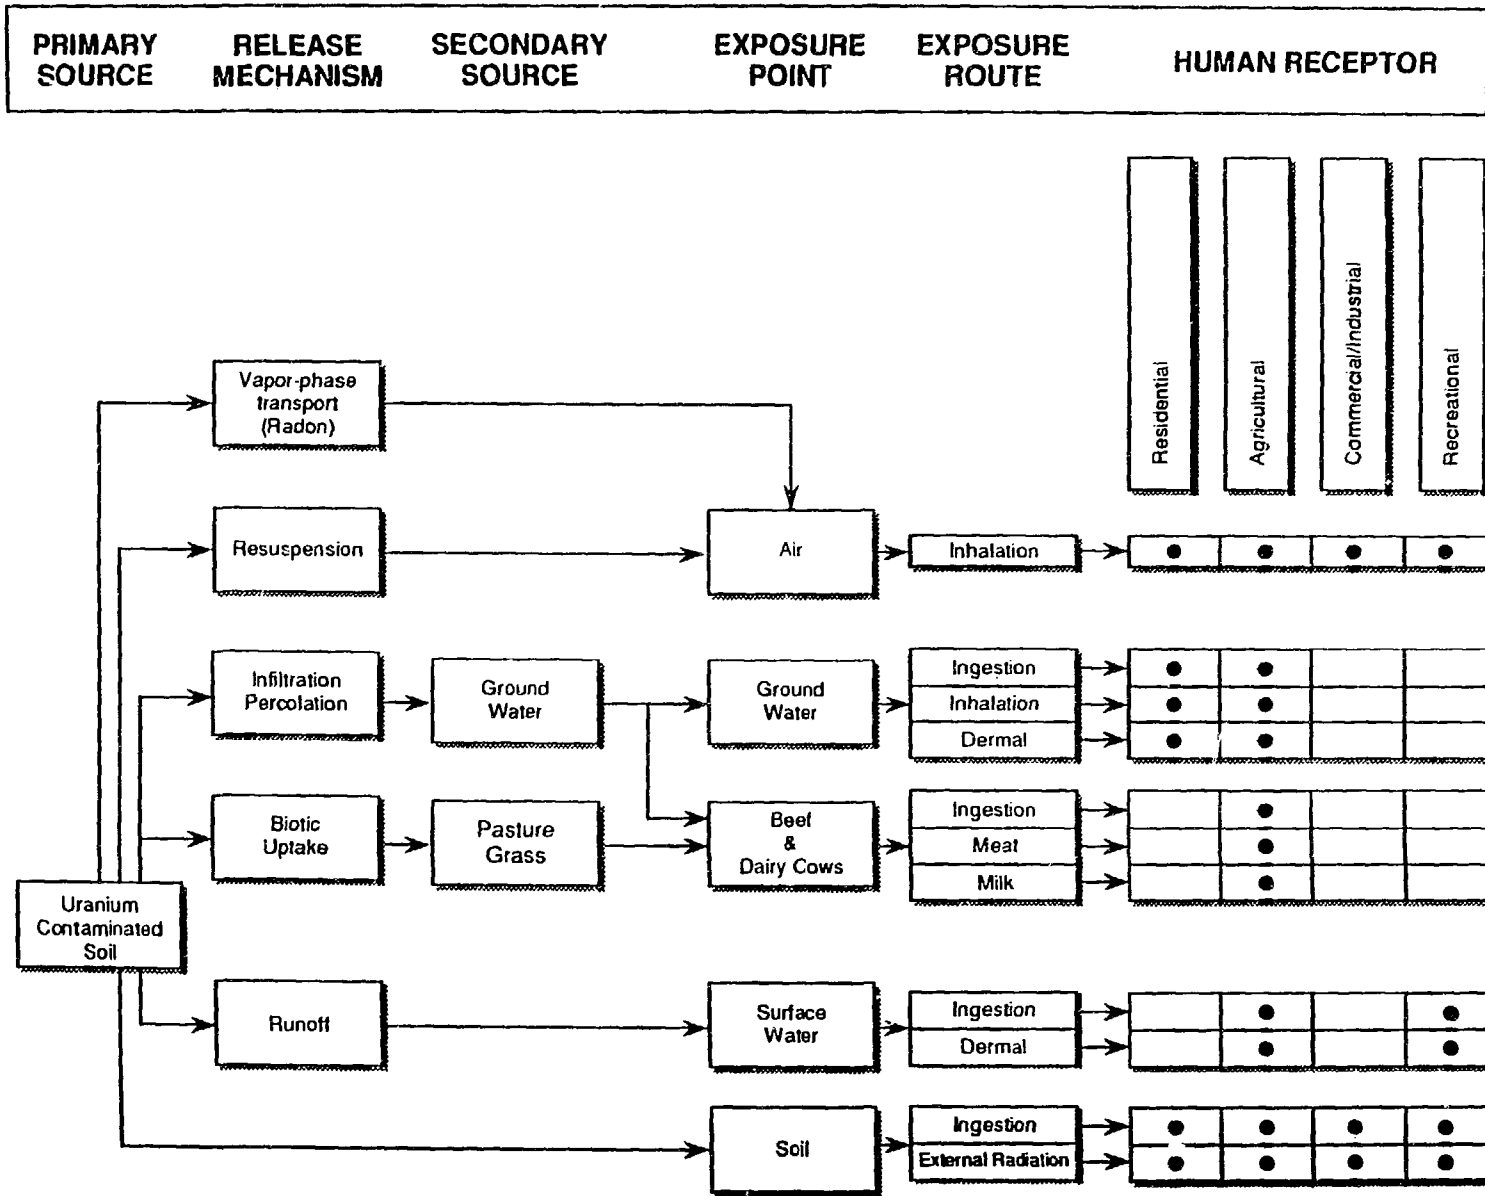 PRIMARY
SOURCE
RELEASE
MECHANISM
SECONDARY
SOURCE
EXPOSURE
POINT
EXPOSURE
ROUTE
HUMAN RECEPTOR
Residential
Agricultural
Commercial/Industrial
Recreational
Vapor-phase
transport
(Radon)
Resuspension
Air
Inhalation
Infiltration
Percolation
Ground
Water
Ground
Water
Ingestion
Inhalation
Dermal
Biotic
Uptake
Pasture
Grass
Beef
&
Dairy Cows
Ingestion
Meat
Milk
Uranium
Contaminated
Soil
Runoff
Surface
Water
Ingestion
Dermal
Soil
Ingestion
External Radiation